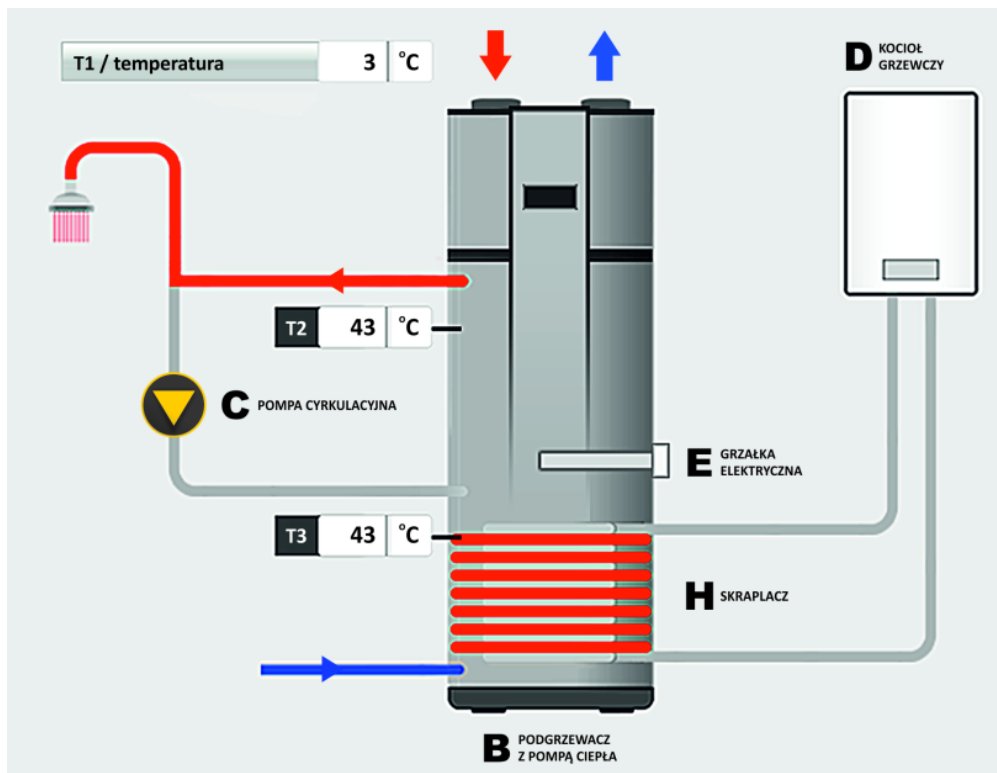 T1 / temperatura 3 °C
D KOCIOŁ
GRZEWCZY
T2 43 °C
C POMPA CYRKULACYJNA
E GRZAŁKA
ELEKTRYCZNA
T3 43 °C
H SKRAPLACZ
B PODGRZEWACZ
Z POMPĄ CIEPŁA